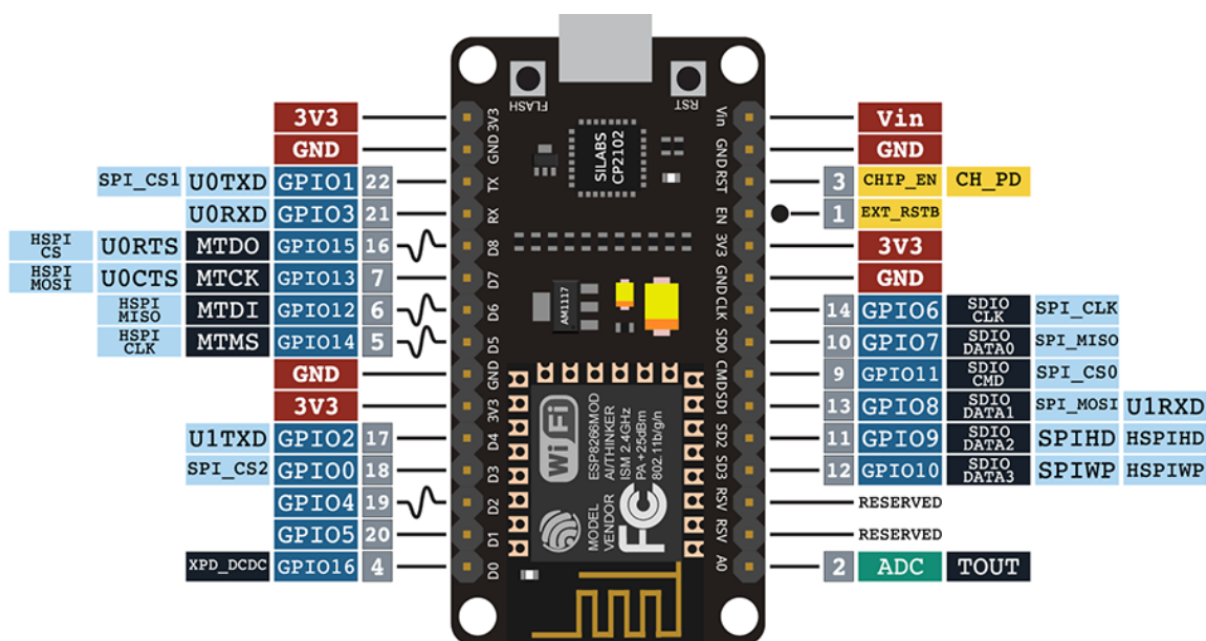 FLASH
RST
SILABS
CP2102
3V3 3V3 Vin Vin
GND GND GND GND
SPI_CS1 U0TXD GPIO1 22 TX RST 3 CHIP_EN CH_PD
U0RXD GPIO3 21 RX EN 1 EXT_RSTB
HSPI CS U0RTS MTDO GPIO15 16 D8 3V3 3V3
HSPI MOSI U0CTS MTCK GPIO13 7 D7 GND GND
HSPI MISO MTDI GPIO12 6 D6 CLK 14 GPIO6 SDIO CLK SPI_CLK
AM1117
HSPI CLK MTMS GPIO14 5 D5 SD0 10 GPIO7 SDIO DATA0 SPI_MISO
GND GND CMD 9 GPIO11 SDIO CMD SPI_CS0
3V3 3V3 SD1 13 GPIO8 SDIO DATA1 SPI_MOSI U1RXD
U1TXD GPIO2 17 D4 SD2 11 GPIO9 SDIO DATA2 SPIHD HSPIHD
SPI_CS2 GPIO0 18 D3 SD3 12 GPIO10 SDIO DATA3 SPIWP HSPIWP
GPIO4 19 D2 RSV RESERVED
GPIO5 20 D1 RSV RESERVED
XPD_DCDC GPIO16 4 D0 A0 2 ADC TOUT
WiFi
MODEL ESP8266MOD
VENDOR AI/THINKER
ISM 2.4GHz
PA +25dBm
802.11b/g/n
FC